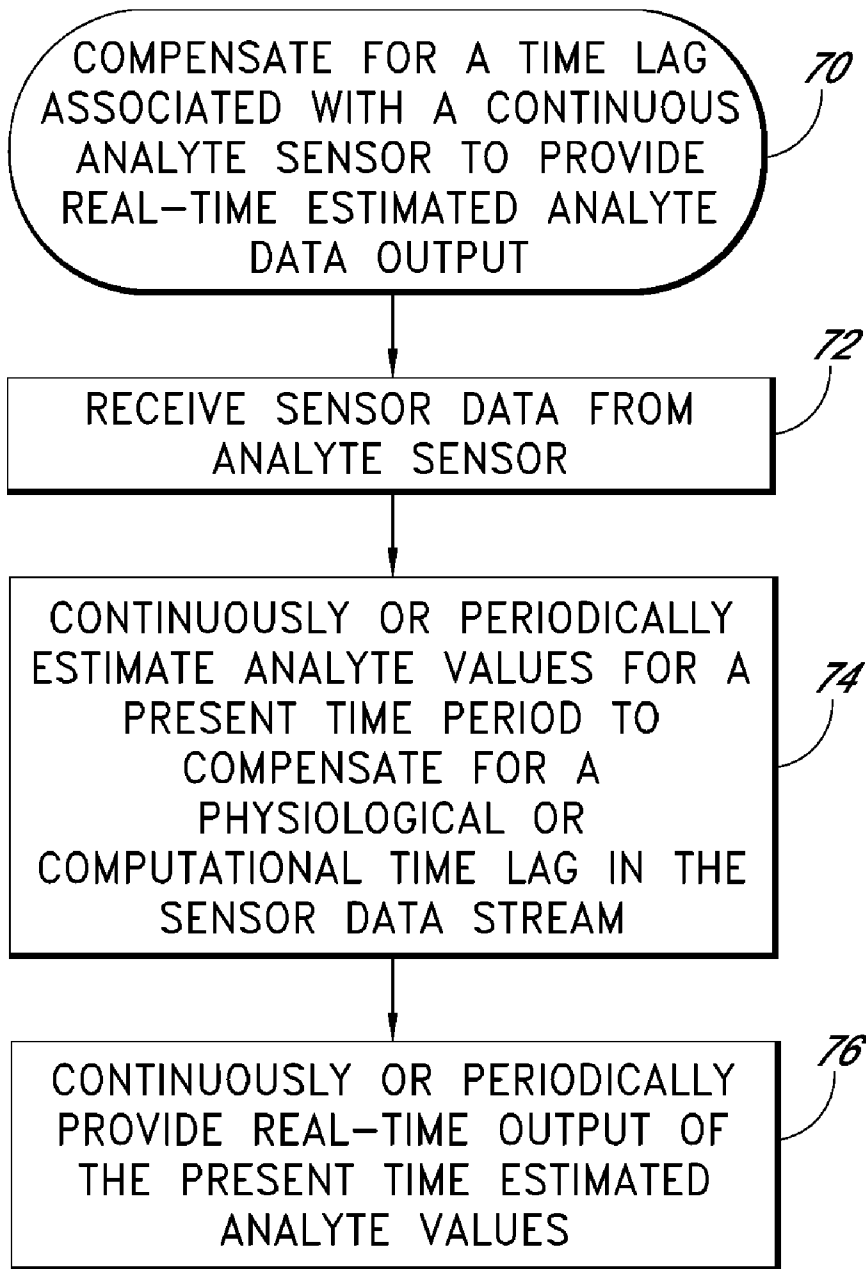 COMPENSATE FOR A TIME LAG
ASSOCIATED WITH A CONTINUOUS
ANALYTE SENSOR TO PROVIDE
REAL-TIME ESTIMATED ANALYTE
DATA OUTPUT
70
RECEIVE SENSOR DATA FROM
ANALYTE SENSOR
72
CONTINUOUSLY OR PERIODICALLY
ESTIMATE ANALYTE VALUES FOR A
PRESENT TIME PERIOD TO
COMPENSATE FOR A
PHYSIOLOGICAL OR
COMPUTATIONAL TIME LAG IN THE
SENSOR DATA STREAM
74
CONTINUOUSLY OR PERIODICALLY
PROVIDE REAL-TIME OUTPUT OF
THE PRESENT TIME ESTIMATED
ANALYTE VALUES
76